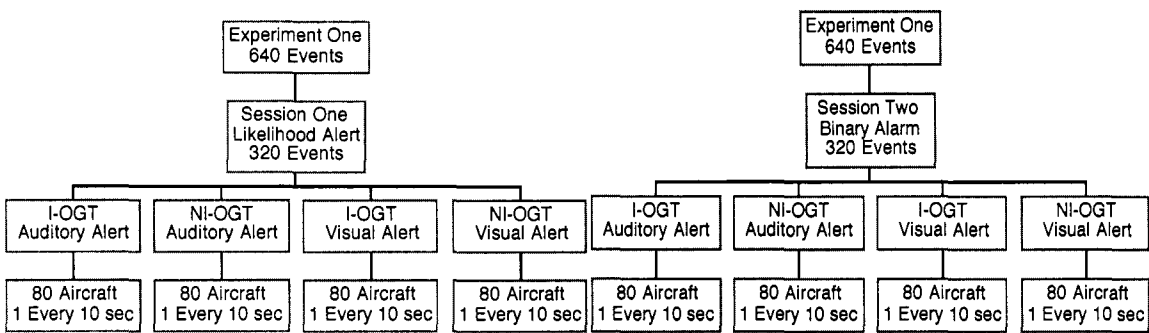 Experiment One
640 Events
Experiment One
640 Events
Session One
Likelihood Alert
320 Events
Session Two
Binary Alarm
320 Events
I-OGT
Auditory Alert
NI-OGT
Auditory Alert
I-OGT
Visual Alert
NI-OGT
Visual Alert
I-OGT
Auditory Alert
NI-OGT
Auditory Alert
I-OGT
Visual Alert
NI-OGT
Visual Alert
80 Aircraft
1 Every 10 sec
80 Aircraft
1 Every 10 sec
80 Aircraft
1 Every 10 sec
80 Aircraft
1 Every 10 sec
80 Aircraft
1 Every 10 sec
80 Aircraft
1 Every 10 sec
80 Aircraft
1 Every 10 sec
80 Aircraft
1 Every 10 sec